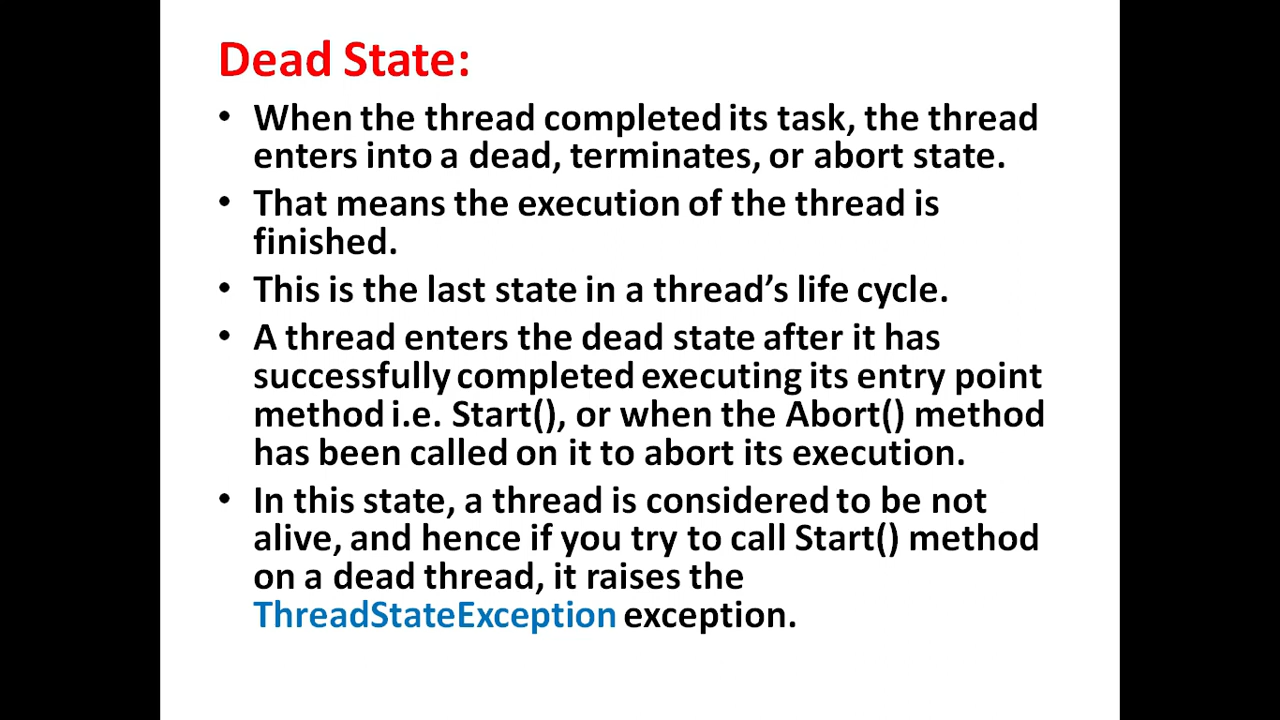 Dead State:
• When the thread completed its task, the thread
enters into a dead, terminates, or abort state.
• That means the execution of the thread is
finished.
• This is the last state in a thread’s life cycle.
• A thread enters the dead state after it has
successfully completed executing its entry point
method i.e. Start(), or when the Abort() method
has been called on it to abort its execution.
• In this state, a thread is considered to be not
alive, and hence if you try to call Start() method
on a dead thread, it raises the
ThreadStateException exception.